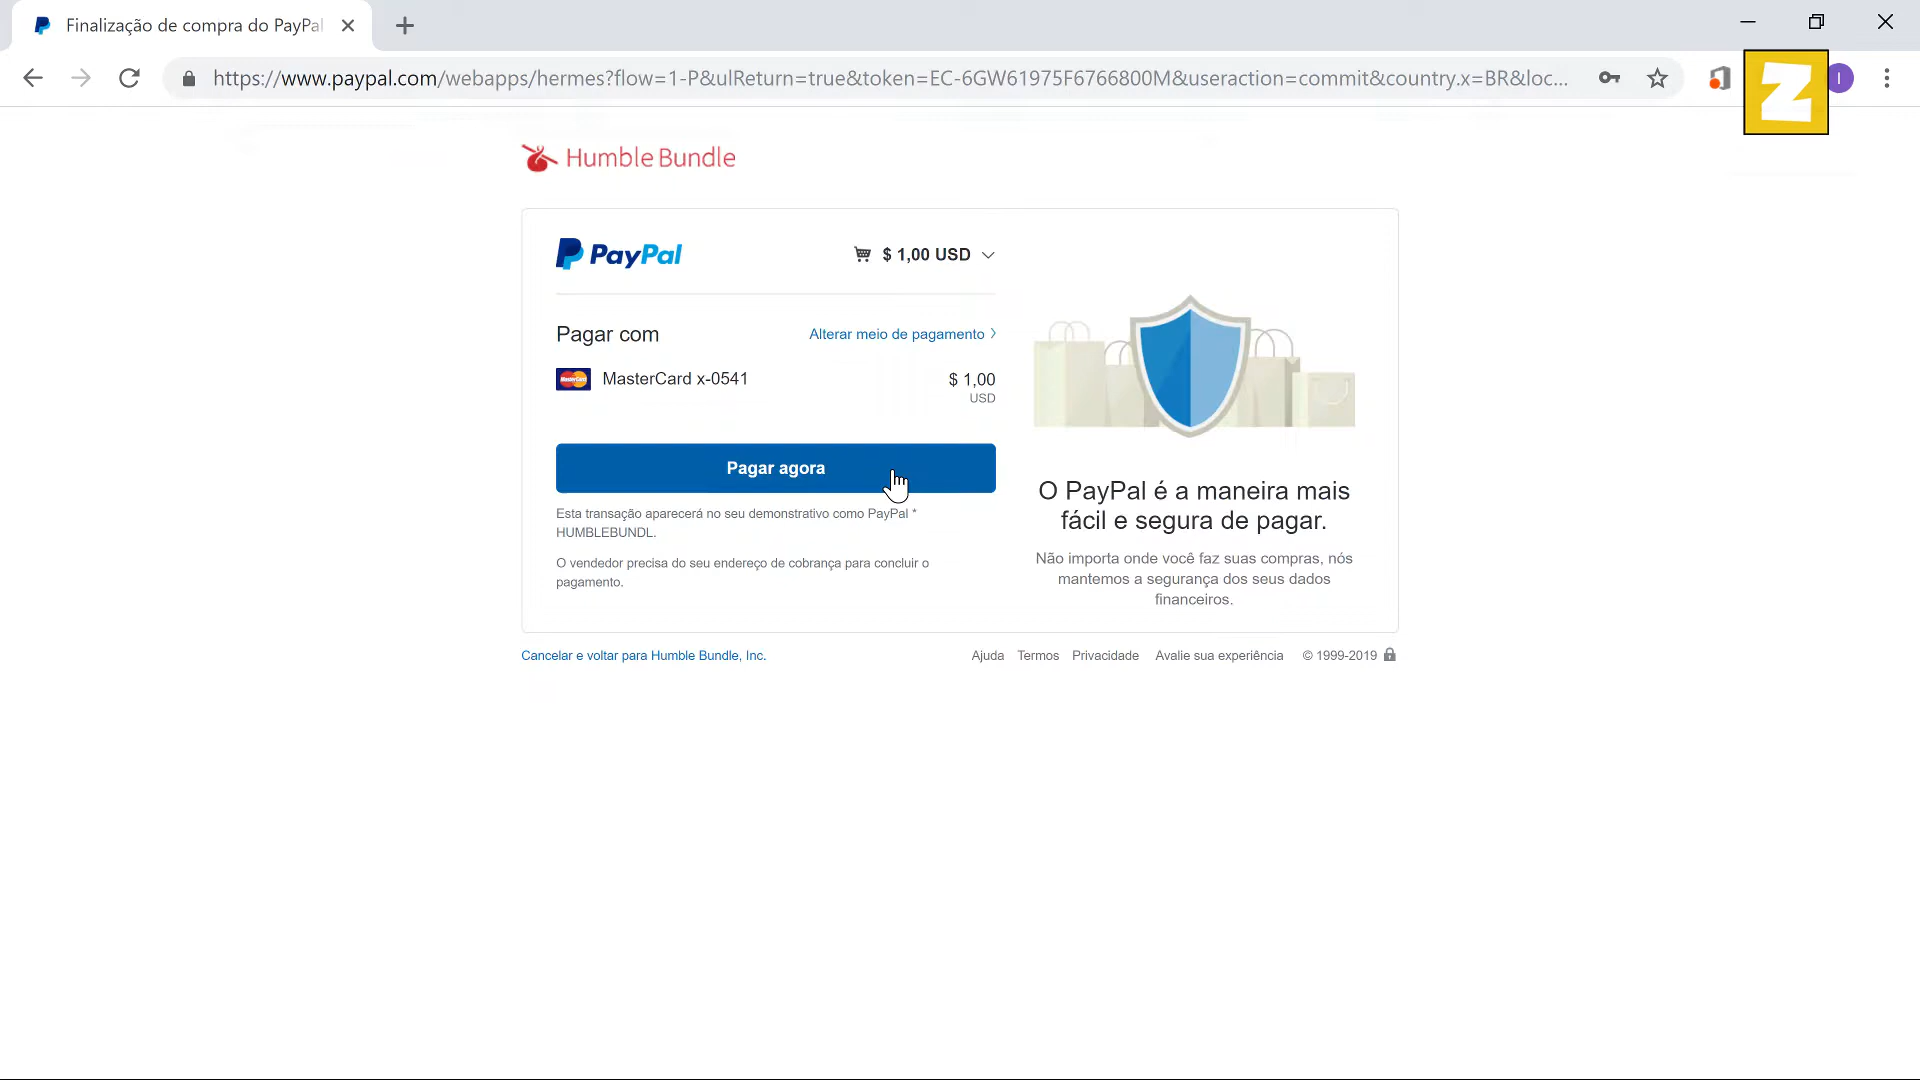 Finalização de compra do PayPal
https://www.paypal.com/webapps/hermes?flow=1-P&ulReturn=true&token=EC-6GW61975F6766800M&useraction=commit&country.x=BR&loc...
I
Z
Humble Bundle
PayPal
$ 1,00 USD
Pagar com
Alterar meio de pagamento
MasterCard
MasterCard x-0541
$ 1,00
USD
Pagar agora
Esta transação aparecerá no seu demonstrativo como PayPal *
HUMBLEBUNDL.
O vendedor precisa do seu endereço de cobrança para concluir o
pagamento.
O PayPal é a maneira mais
fácil e segura de pagar.
Não importa onde você faz suas compras, nós
mantemos a segurança dos seus dados
financeiros.
Cancelar e voltar para Humble Bundle, Inc.
Ajuda Termos Privacidade Avalie sua experiência © 1999-2019